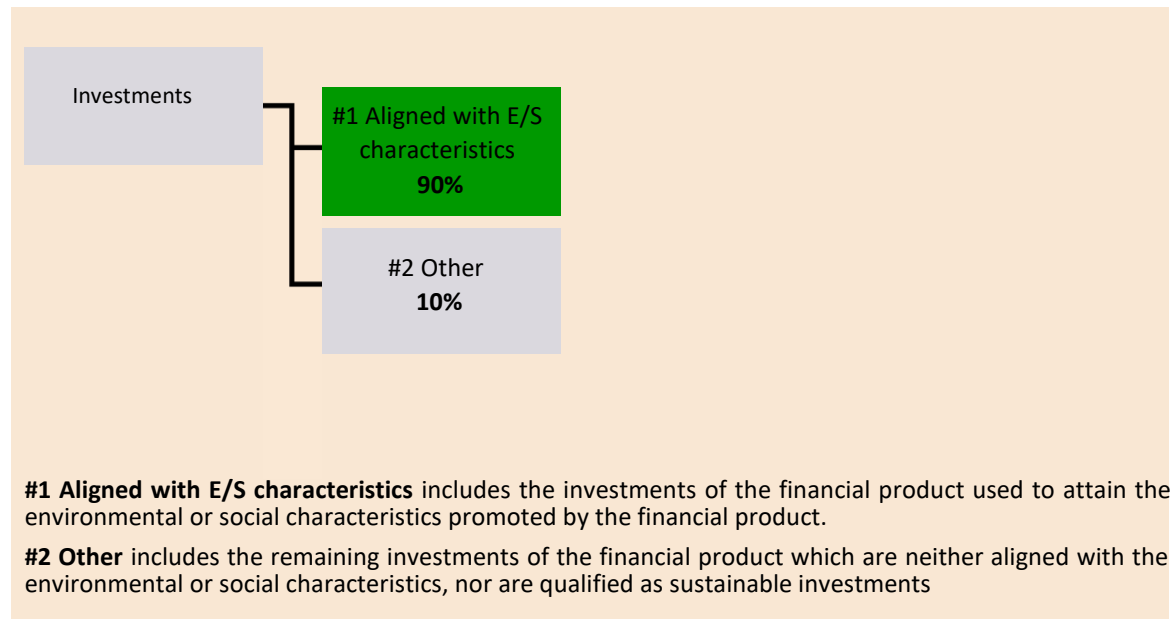 Investments
#1 Aligned with E/S
characteristics
90%
#2 Other
10%
#1 Aligned with E/S characteristics includes the investments of the financial product used to attain the
environmental or social characteristics promoted by the financial product.
#2 Other includes the remaining investments of the financial product which are neither aligned with the
environmental or social characteristics, nor are qualified as sustainable investments